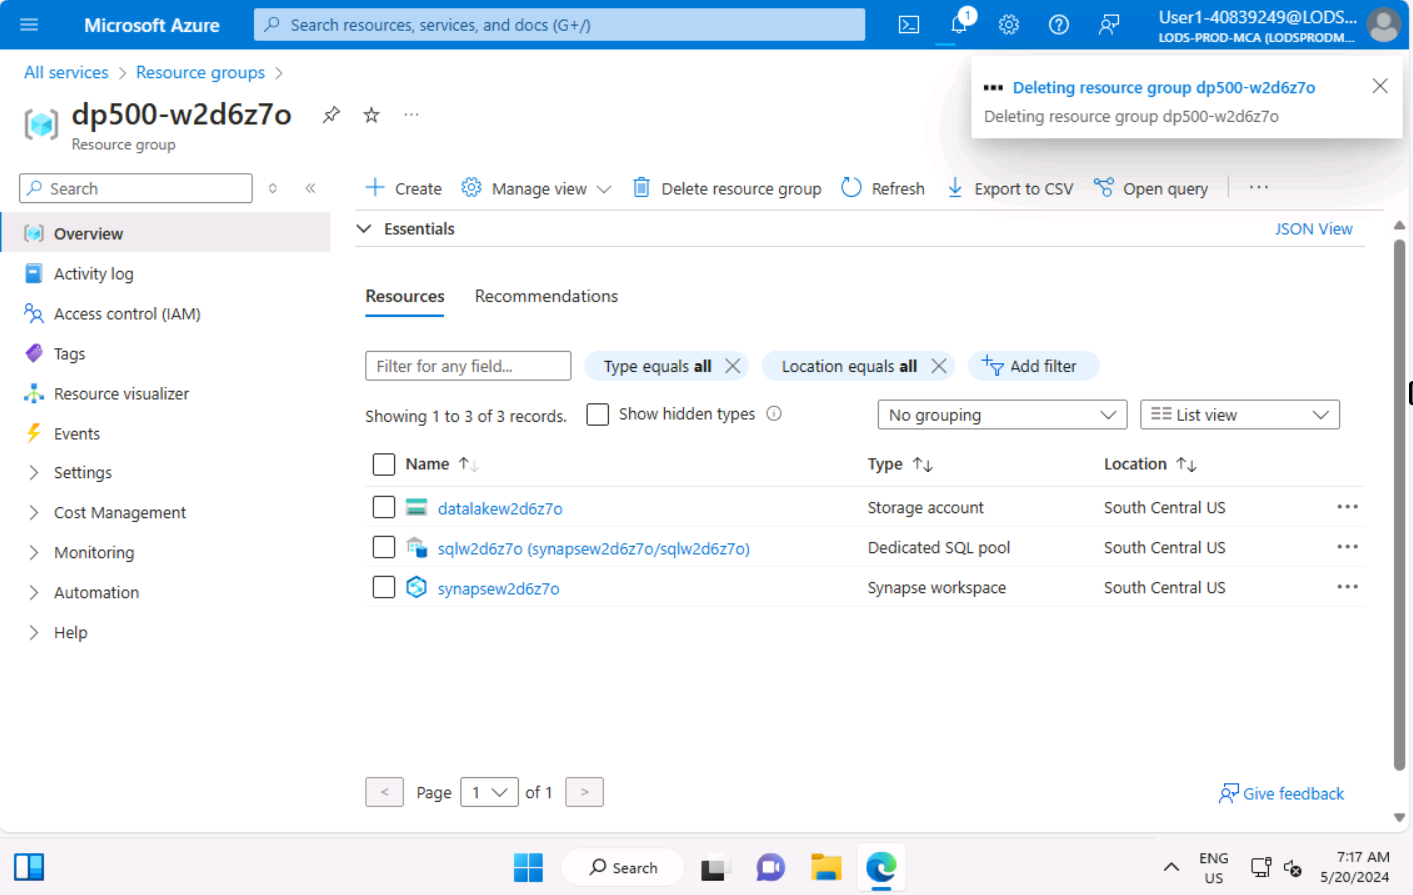 Microsoft Azure
Search resources, services, and docs (G+/)
1
User1-40839249@LODS...
LODS-PROD-MCA (LODSPRODM...
All services > Resource groups >
Deleting resource group dp500-w2d6z7o
Deleting resource group dp500-w2d6z7o
dp500-w2d6z7o
Resource group
Search
Create
Manage view
Delete resource group
Refresh
Export to CSV
Open query
Overview
Activity log
Access control (IAM)
Tags
Resource visualizer
Events
Settings
Cost Management
Monitoring
Automation
Help
Essentials
JSON View
Resources
Recommendations
Filter for any field...
Type equals all
Location equals all
Add filter
Showing 1 to 3 of 3 records.
Show hidden types
No grouping
List view
Name
Type
Location
datalakew2d6z7o
Storage account
South Central US
sqlw2d6z7o (synapsew2d6z7o/sqlw2d6z7o)
Dedicated SQL pool
South Central US
synapsew2d6z7o
Synapse workspace
South Central US
< Page 1 of 1 >
Give feedback
Search
ENG
US
7:17 AM
5/20/2024